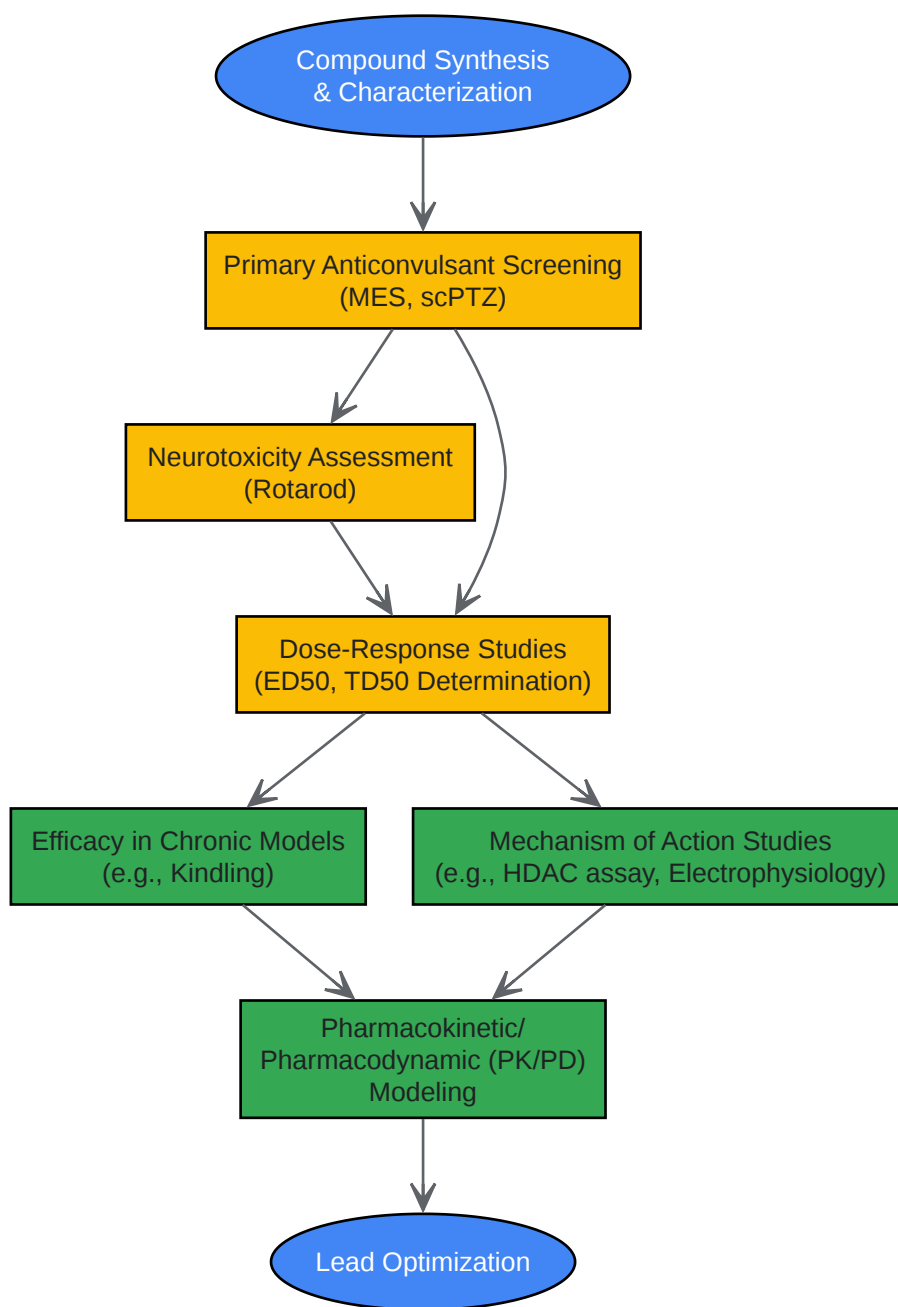 Compound Synthesis
& Characterization
Primary Anticonvulsant Screening
(MES, scPTZ)
Neurotoxicity Assessment
(Rotarod)
Dose-Response Studies
(ED50, TD50 Determination)
Efficacy in Chronic Models
(e.g., Kindling)
Mechanism of Action Studies
(e.g., HDAC assay, Electrophysiology)
Pharmacokinetic/
Pharmacodynamic (PK/PD)
Modeling
Lead Optimization